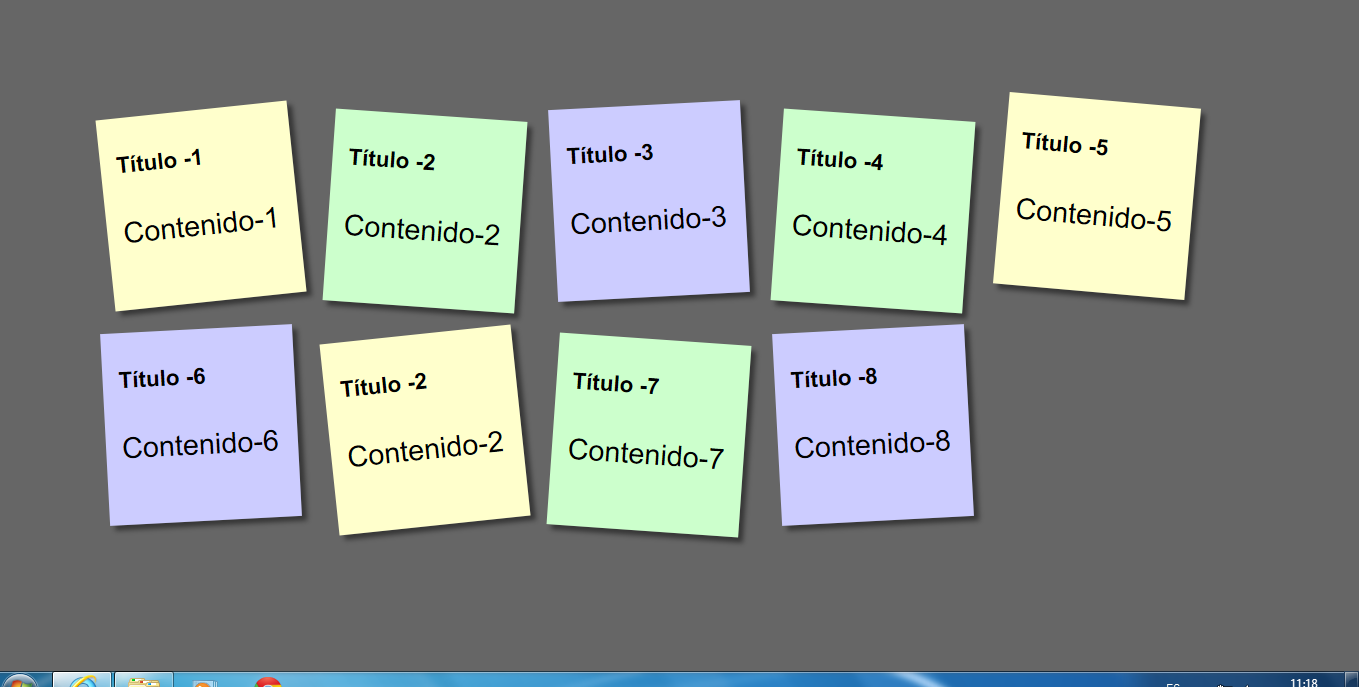 Título -1
Contenido-1
Título -2
Contenido-2
Título -3
Contenido-3
Título -4
Contenido-4
Título -5
Contenido-5
Título -6
Contenido-6
Título -2
Contenido-2
Título -7
Contenido-7
Título -8
Contenido-8
11:18